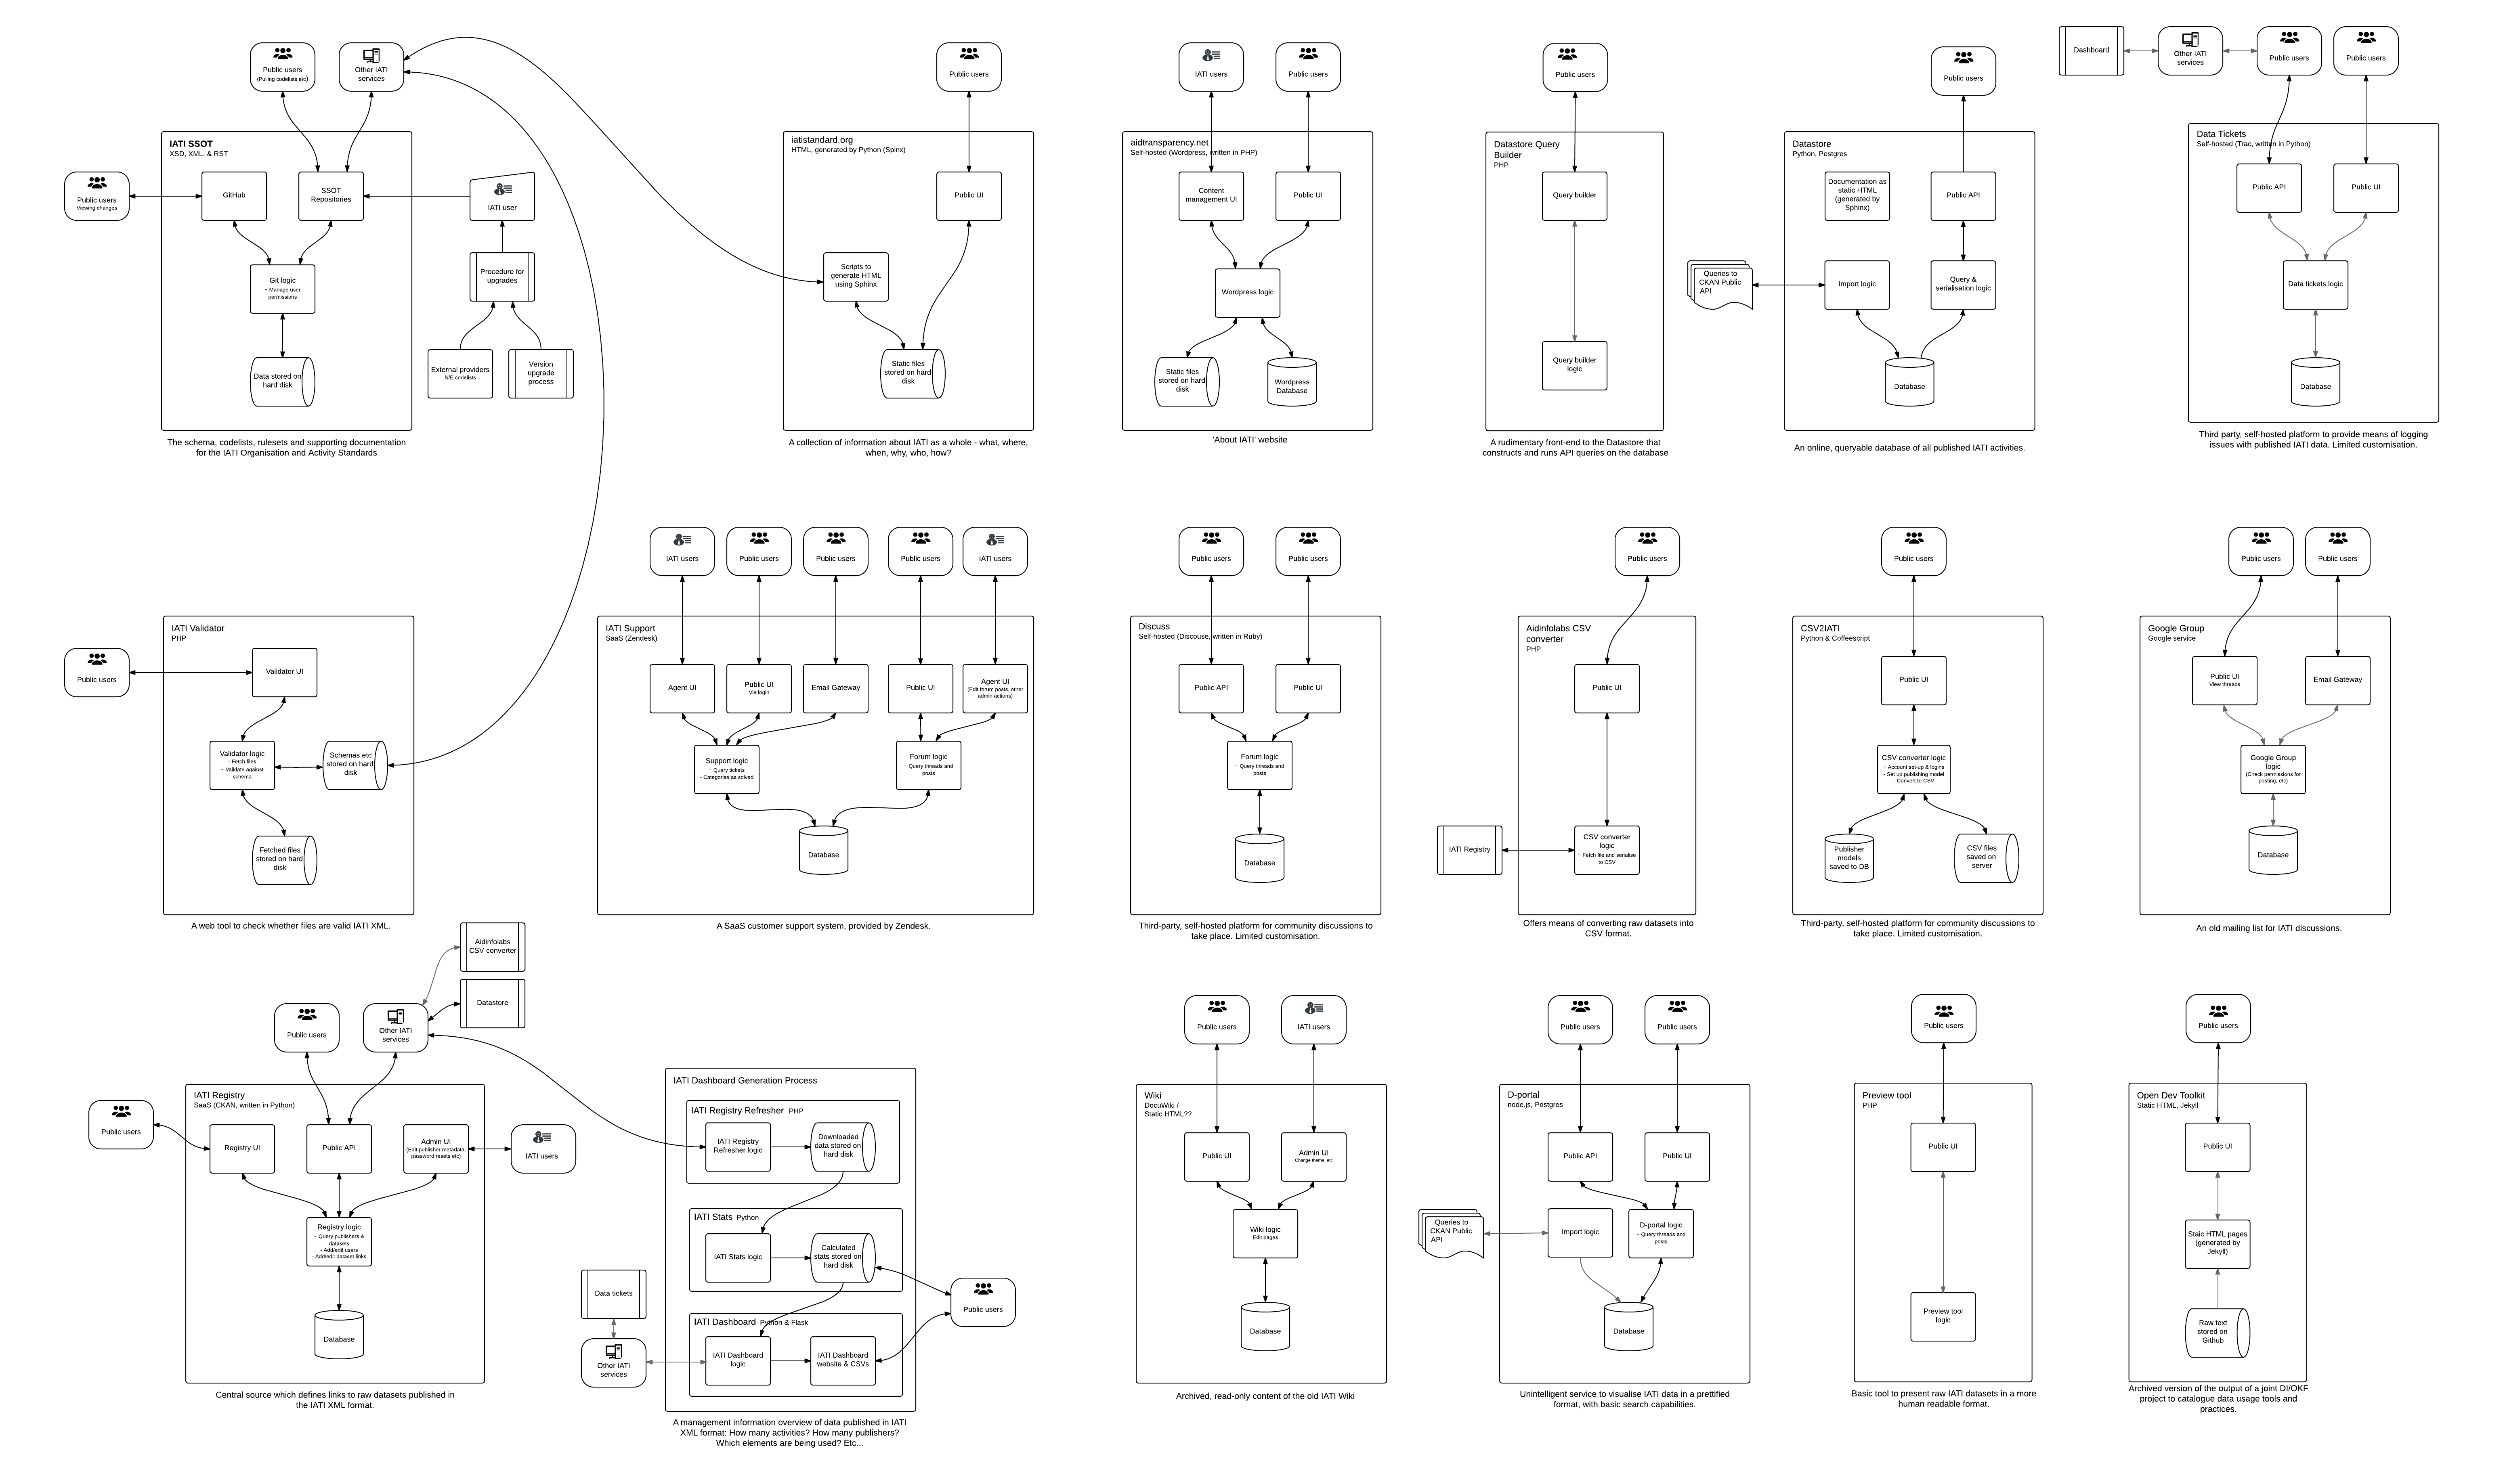 Public users
(Pulling codelists etc)
Other IATI
services
IATI SSOT
XSD, XML, & RST
Public users
Viewing changes
GitHub
SSOT
Repositories
IATI user
Git logic
- Manage user
permissions
Procedure for
upgrades
Data stored on
hard disk
External providers
N/E codelists
Version
upgrade
process
The schema, codelists, rulesets and supporting documentation
for the IATI Organisation and Activity Standards
Public users
iatistandard.org
HTML, generated by Python (Spinx)
Public UI
Scripts to
generate HTML
using Sphinx
Static files
stored on hard
disk
A collection of information about IATI as a whole - what, where,
when, why, who, how?
IATI users
Public users
aidtransparency.net
Self-hosted (Wordpress, written in PHP)
Content
management UI
Public UI
Wordpress logic
Static files
stored on hard
disk
Wordpress
Database
'About IATI' website
Public users
Datastore Query
Builder
PHP
Query builder
Query builder
logic
A rudimentary front-end to the Datastore that
constructs and runs API queries on the database
Public users
Datastore
Python, Postgres
Documentation as
static HTML
(generated by
Sphinx)
Public API
Queries to
CKAN Public
API
Import logic
Query &
serialisation logic
Database
An online, queryable database of all published IATI activities.
Dashboard
Other IATI
services
Public users
Public users
Data Tickets
Self-hosted (Trac, written in Python)
Public API
Public UI
Data tickets logic
Database
Third party, self-hosted platform to provide means of logging
issues with published IATI data. Limited customisation.
IATI Validator
PHP
Public users
Validator UI
Validator logic
- Fetch files
- Validate against
schema
Schemas etc
stored on hard
disk
Fetched files
stored on hard
disk
A web tool to check whether files are valid IATI XML.
IATI users
Public users
Public users
Public users
IATI users
IATI Support
SaaS (Zendesk)
Agent UI
Public UI
Via login
Email Gateway
Public UI
Agent UI
(Edit forum posts, other
admin actions)
Support logic
- Query tickets
- Categorise as solved
Forum logic
- Query threads and
posts
Database
A SaaS customer support system, provided by Zendesk.
Public users
Public users
Discuss
Self-hosted (Discouse, written in Ruby)
Public API
Public UI
Forum logic
- Query threads and
posts
Database
Third-party, self-hosted platform for community discussions to
take place. Limited customisation.
Public users
Aidinfolabs CSV
converter
PHP
Public UI
IATI Registry
CSV converter
logic
- Fetch file and serialise
to CSV
Offers means of converting raw datasets into
CSV format.
Public users
CSV2IATI
Python & Coffeescript
Public UI
CSV converter logic
- Account set-up & logins
- Set up publishing model
- Convert to CSV
Publisher
models
saved to DB
CSV files
saved on
server
Third-party, self-hosted platform for community discussions to
take place. Limited customisation.
Public users
Public users
Google Group
Google service
Public UI
View threads
Email Gateway
Google Group
logic
(Check permissions for
posting, etc)
Database
An old mailing list for IATI discussions.
Aidinfolabs
CSV converter
Datastore
Public users
Other IATI
services
IATI Registry
SaaS (CKAN, written in Python)
Public users
Registry UI
Public API
Admin UI
(Edit publisher metadata,
password resets etc)
IATI users
Registry logic
- Query publishers &
datasets
- Add/edit users
- Add/edit dataset links
Database
Central source which defines links to raw datasets published in
the IATI XML format.
IATI Dashboard Generation Process
IATI Registry Refresher PHP
IATI Registry
Refresher logic
Downloaded
data stored on
hard disk
IATI Stats Python
IATI Stats logic
Calculated
stats stored on
hard disk
Data tickets
Public users
IATI Dashboard Python & Flask
Other IATI
services
IATI Dashboard
logic
IATI Dashboard
website & CSVs
A management information overview of data published in IATI
XML format: How many activities? How many publishers?
Which elements are being used? Etc...
Public users
IATI users
Wiki
DocuWiki /
Static HTML??
Public UI
Admin UI
Change theme, etc
Wiki logic
Edit pages
Database
Archived, read-only content of the old IATI Wiki
Public users
Public users
D-portal
node.js, Postgres
Public API
Public UI
Queries to
CKAN Public
API
Import logic
D-portal logic
- Query threads and
posts
Database
Unintelligent service to visualise IATI data in a prettified
format, with basic search capabilities.
Public users
Preview tool
PHP
Public UI
Preview tool
logic
Basic tool to present raw IATI datasets in a more
human readable format.
Public users
Open Dev Toolkit
Static HTML, Jekyll
Public UI
Staic HTML pages
(generated by
Jekyll)
Raw text
stored on
Github
Archived version of the output of a joint DI/OKF
project to catalogue data usage tools and
practices.